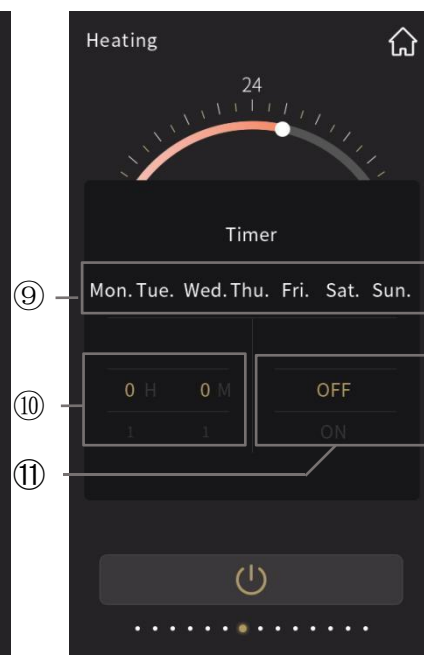 Heating
24
Timer
⑨
Mon. Tue. Wed. Thu. Fri. Sat. Sun.
⑩
0 H 0 M OFF
1 1 ON
⑪